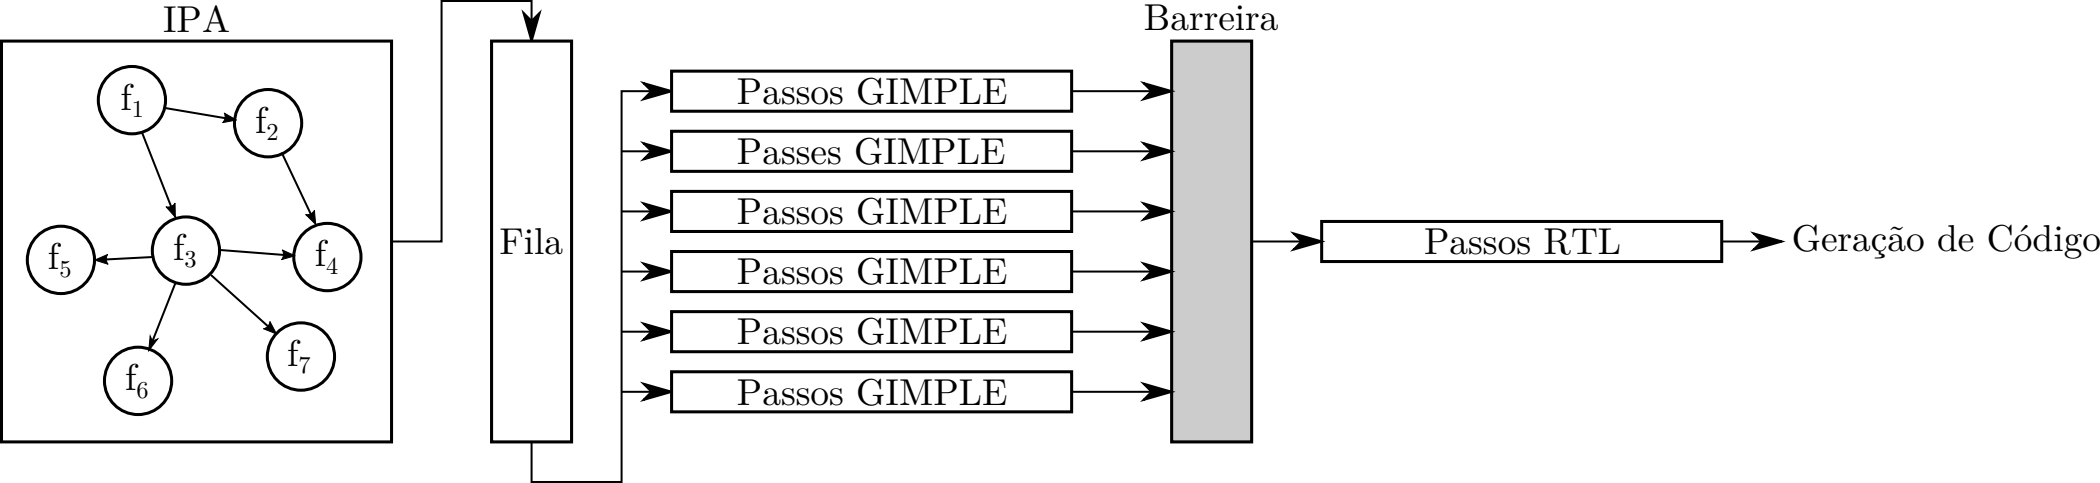 IPA
f1
f2
f3
f4
f5
f6
f7
Fila
Passos GIMPLE
Passes GIMPLE
Passos GIMPLE
Passos GIMPLE
Passos GIMPLE
Passos GIMPLE
Barreira
Passos RTL
Geração de Código